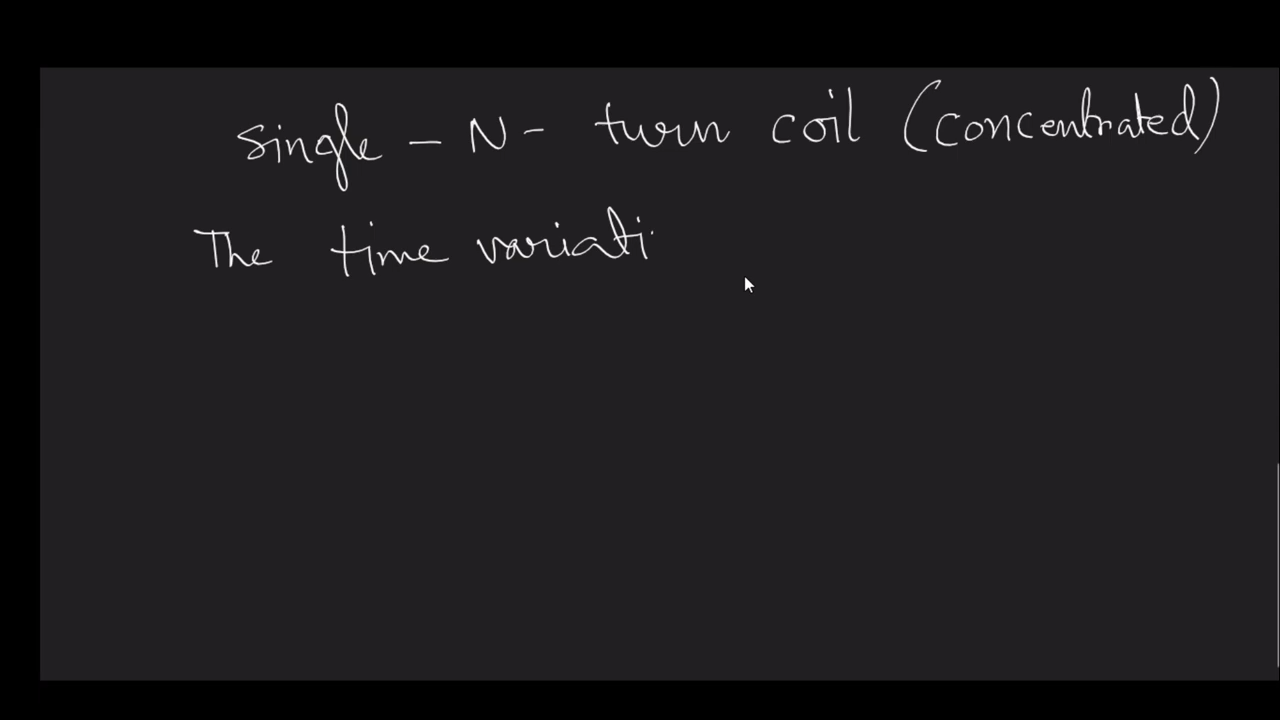 single - N - turn coil (concentrated)
The time variati